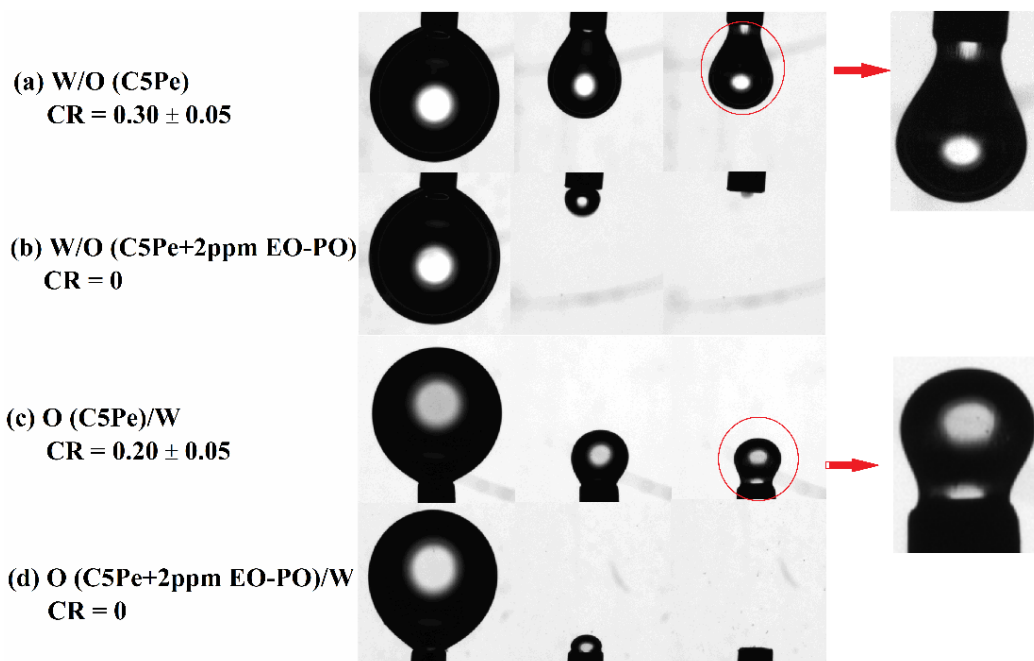 (a) W/O (C5Pe)
CR = 0.30 ± 0.05
(b) W/O (C5Pe+2ppm EO-PO)
CR = 0
(c) O (C5Pe)/W
CR = 0.20 ± 0.05
(d) O (C5Pe+2ppm EO-PO)/W
CR = 0